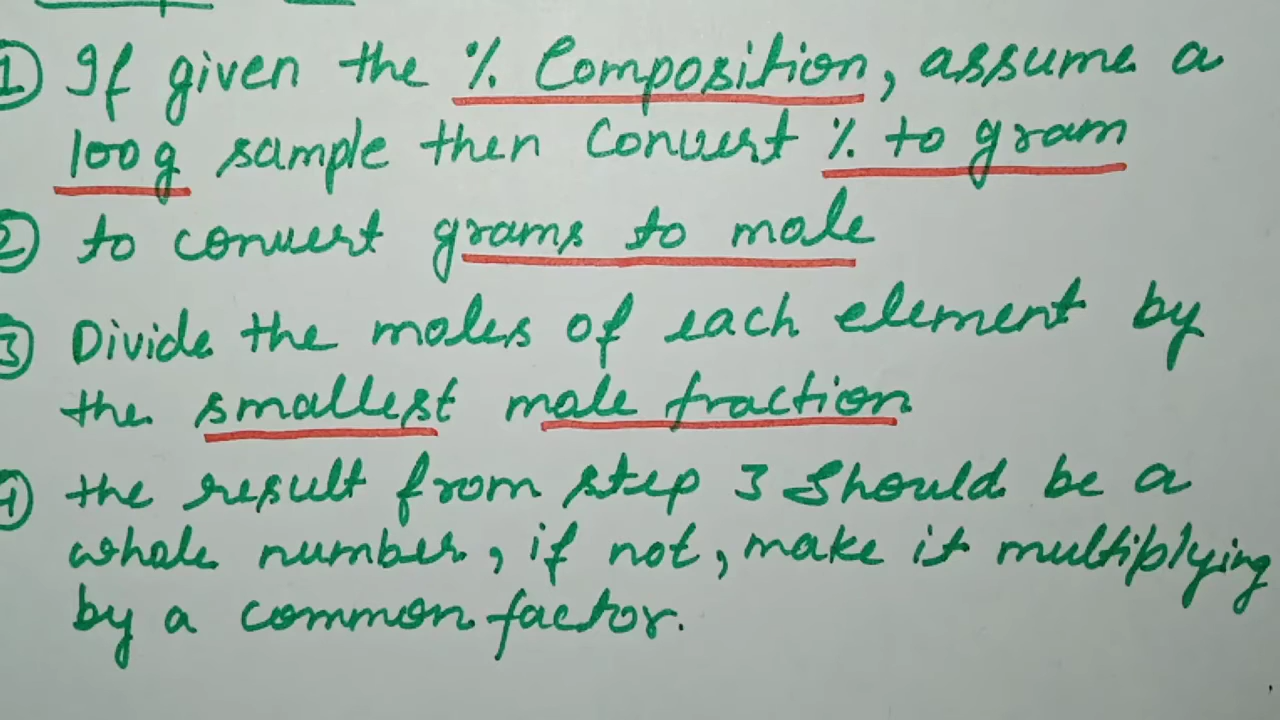 ① If given the % Composition, assume a
100g sample then Convert % to gram
② to convert grams to mole
③ Divide the moles of each element by
the smallest mole fraction
④ the result from step 3 should be a
whole number, if not, make it multiplying
by a common factor.